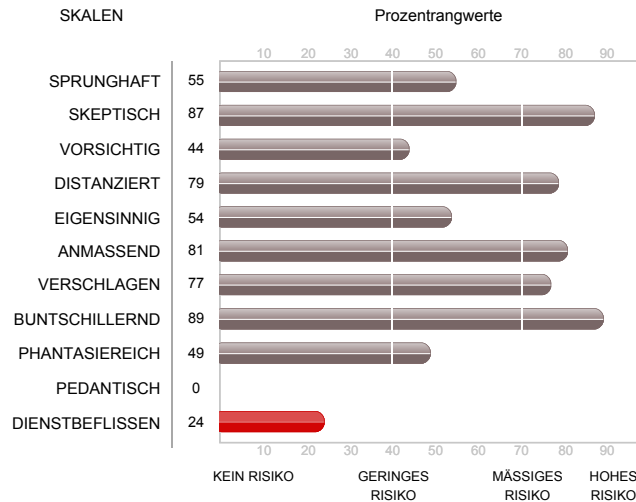 SKALEN Prozentrangwerte
10 20 30 40 50 60 70 80 90
SPRUNGHAFT 55
SKEPTISCH 87
VORSICHTIG 44
DISTANZIERT 79
EIGENSINNIG 54
ANMASSEND 81
VERSCHLAGEN 77
BUNTSCHILLERND 89
PHANTASIEREICH 49
PEDANTISCH 0
DIENSTBEFLISSEN 24
10 20 30 40 50 60 70 80 90
KEIN RISIKO GERINGES MÄSSIGES HOHES
RISIKO RISIKO RISIKO